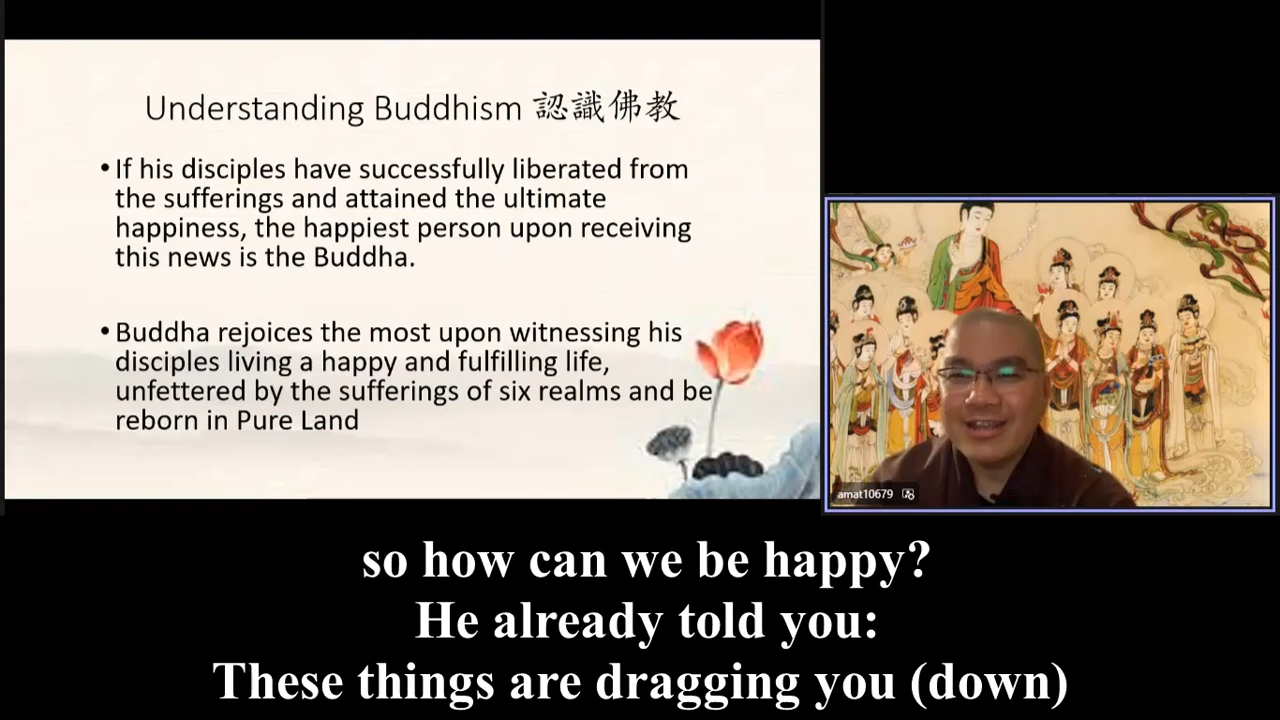 Understanding Buddhism 認識佛教
•If his disciples have successfully liberated from
the sufferings and attained the ultimate
happiness, the happiest person upon receiving
this news is the Buddha.
•Buddha rejoices the most upon witnessing his
disciples living a happy and fulfilling life,
unfettered by the sufferings of six realms and be
reborn in Pure Land
amat10679
so how can we be happy?
He already told you:
These things are dragging you (down)